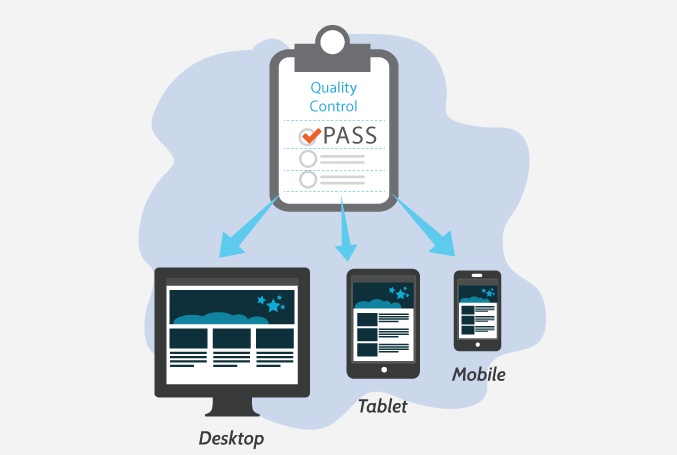 Quality
Control
PASS
Desktop
Tablet
Mobile